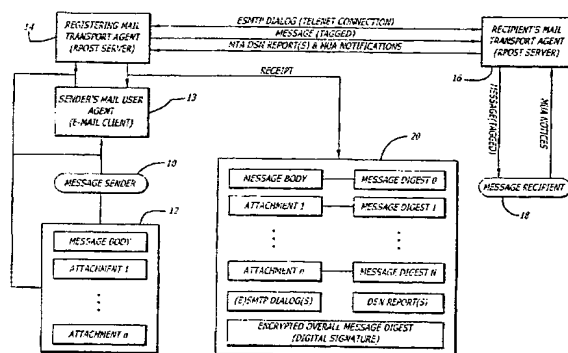 14
REGISTERING MAIL
TRANSPORT AGENT
(RPOST SERVER)
ESMTP DIALOG (TELENET CONNECTION)
MESSAGE (TAGGED)
MTA DSN REPORT(S) & MUA NOTIFICATIONS
RECIPIENT'S MAIL
TRANSPORT AGENT
(RPOST SERVER)
16
RECEIPT
SENDER'S MAIL USER
AGENT
(E-MAIL CLIENT)
13
MESSAGE(TAGGED)
MUA NOTICES
10
MESSAGE SENDER
MESSAGE RECIPIENT
18
12
MESSAGE BODY
ATTACHMENT 1
ATTACHMENT n
20
MESSAGE BODY
MESSAGE DIGEST 0
ATTACHMENT 1
MESSAGE DIGEST 1
ATTACHMENT n
MESSAGE DIGEST N
(E)SMTP DIALOG(S)
DSN REPORT(S)
ENCRYPTED OVERALL MESSAGE DIGEST
(DIGITAL SIGNATURE)